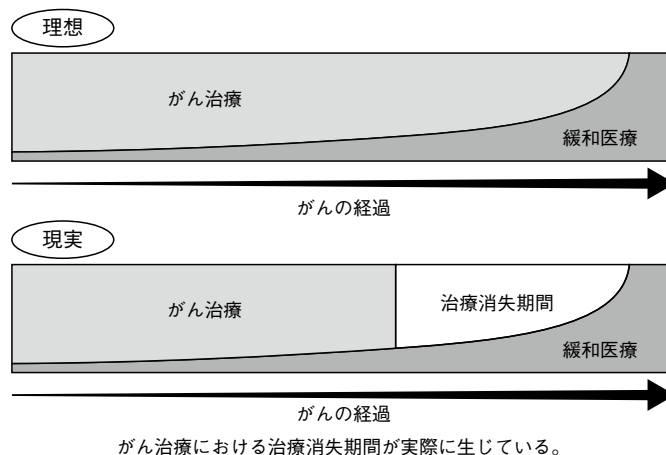 理想
がん治療
緩和医療
がんの経過
現実
がん治療
治療消失期間
緩和医療
がんの経過
がん治療における治療消失期間が実際に生じている。